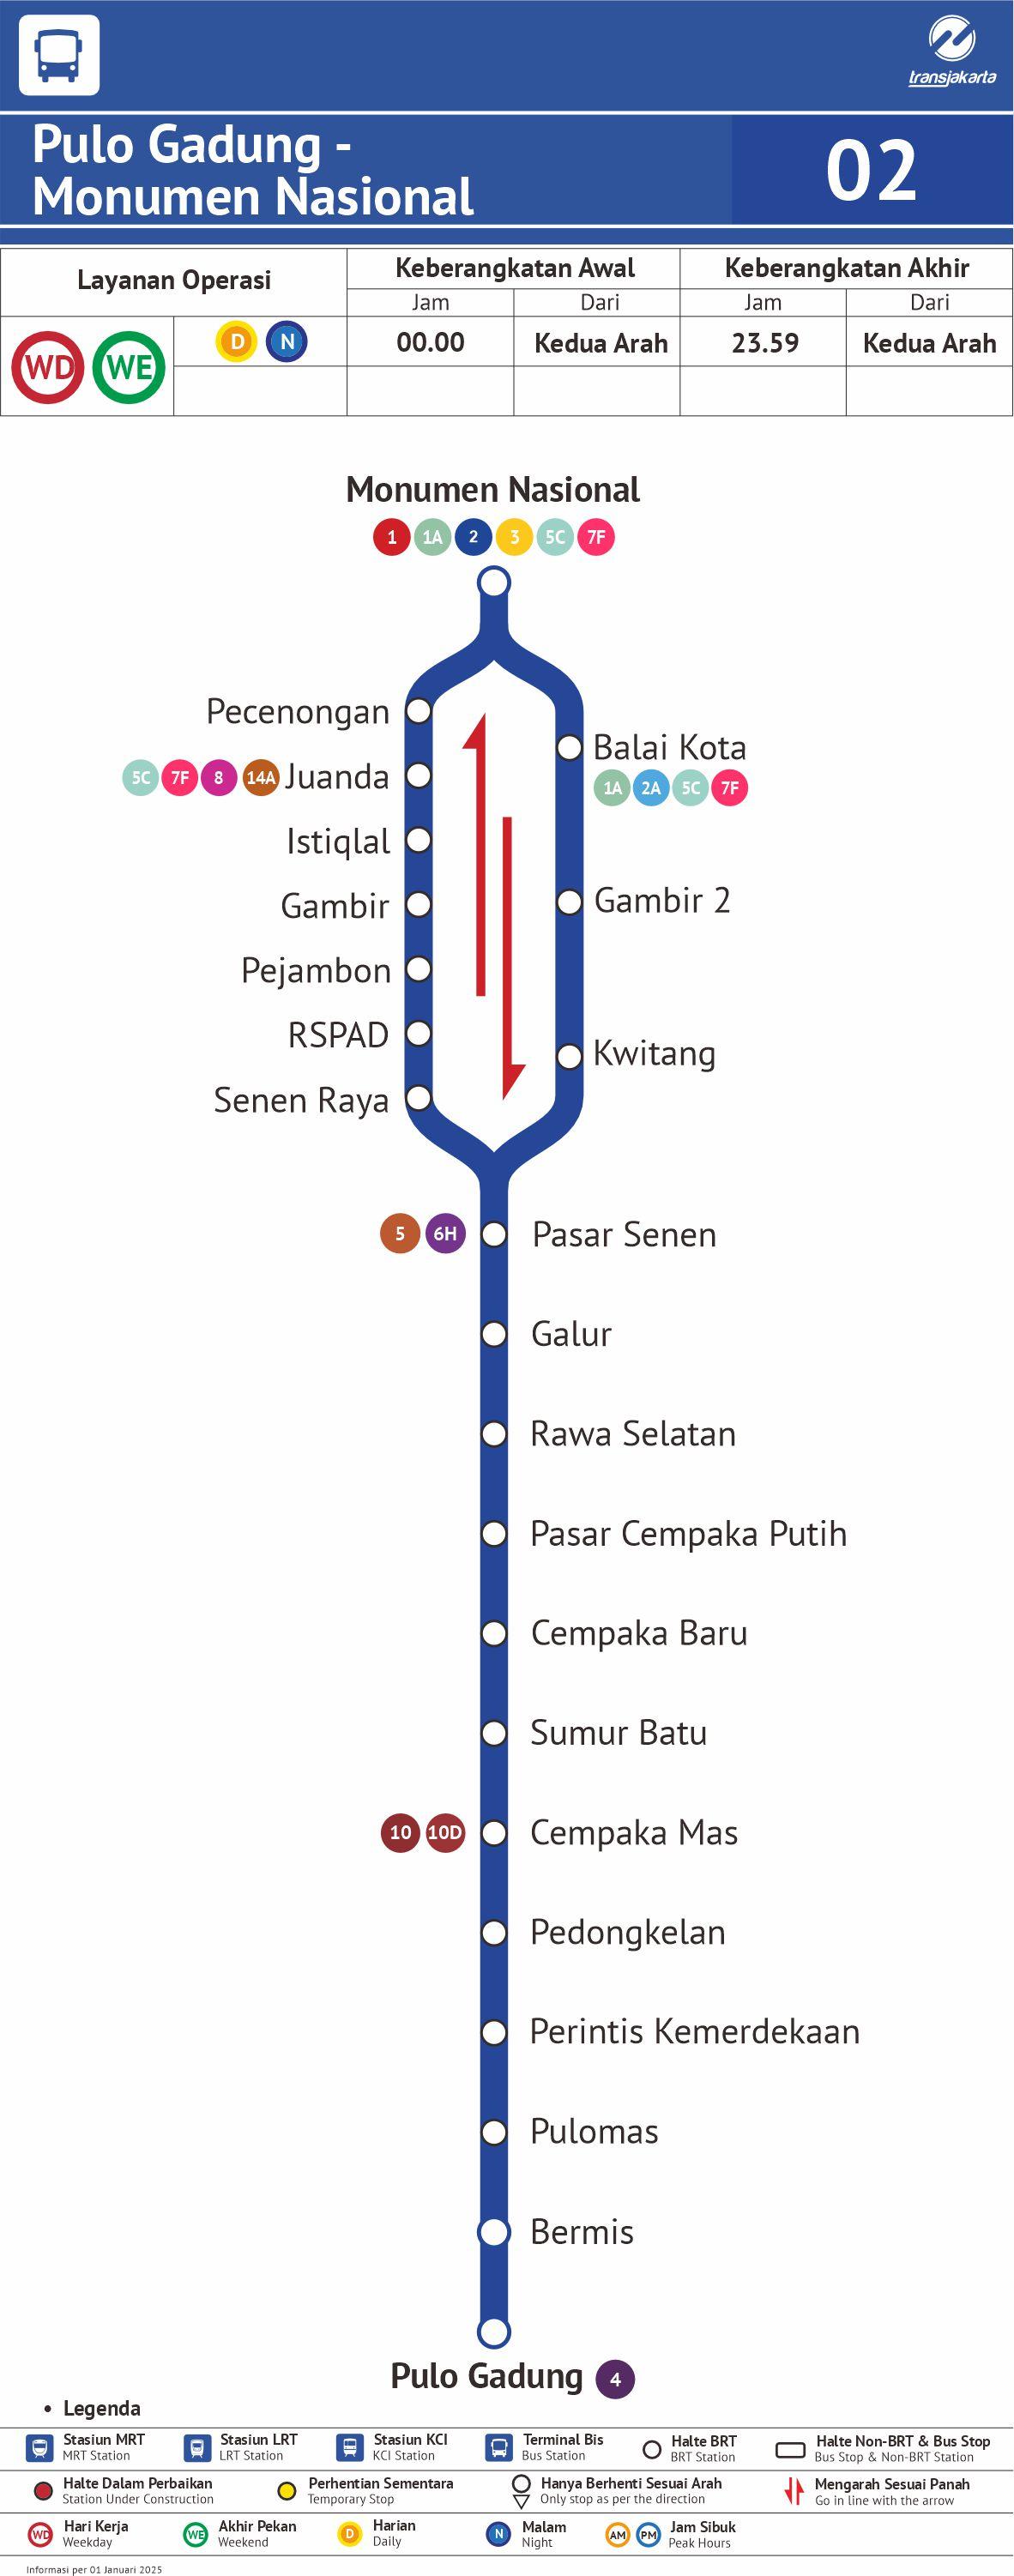 transjakarta
Pulo Gadung -
Monumen Nasional
02
Layanan Operasi
Keberangkatan Awal
Keberangkatan Akhir
Jam
Dari
Jam
Dari
WD WE
D N
00.00
Kedua Arah
23.59
Kedua Arah
Monumen Nasional
1 1A 2 3 5C 7F
Pecenongan
Balai Kota
1A 2A 5C 7F
5C 7F 8 14A Juanda
Istiqlal
Gambir
Gambir 2
Pejambon
RSPAD
Kwitang
Senen Raya
5 6H Pasar Senen
Galur
Rawa Selatan
Pasar Cempaka Putih
Cempaka Baru
Sumur Batu
10 10D Cempaka Mas
Pedongkelan
Perintis Kemerdekaan
Pulomas
Bermis
Pulo Gadung 4
• Legenda
Stasiun MRT
MRT Station
Stasiun LRT
LRT Station
Stasiun KCI
KCI Station
Terminal Bis
Bus Station
Halte BRT
BRT Station
Halte Non-BRT & Bus Stop
Bus Stop & Non-BRT Station
Halte Dalam Perbaikan
Station Under Construction
Perhentian Sementara
Temporary Stop
Hanya Berhenti Sesuai Arah
Only stop as per the direction
Mengarah Sesuai Panah
Go in line with the arrow
WD
Hari Kerja
Weekday
WE
Akhir Pekan
Weekend
D
Harian
Daily
N
Malam
Night
AM PM
Jam Sibuk
Peak Hours
Informasi per 01 Januari 2025